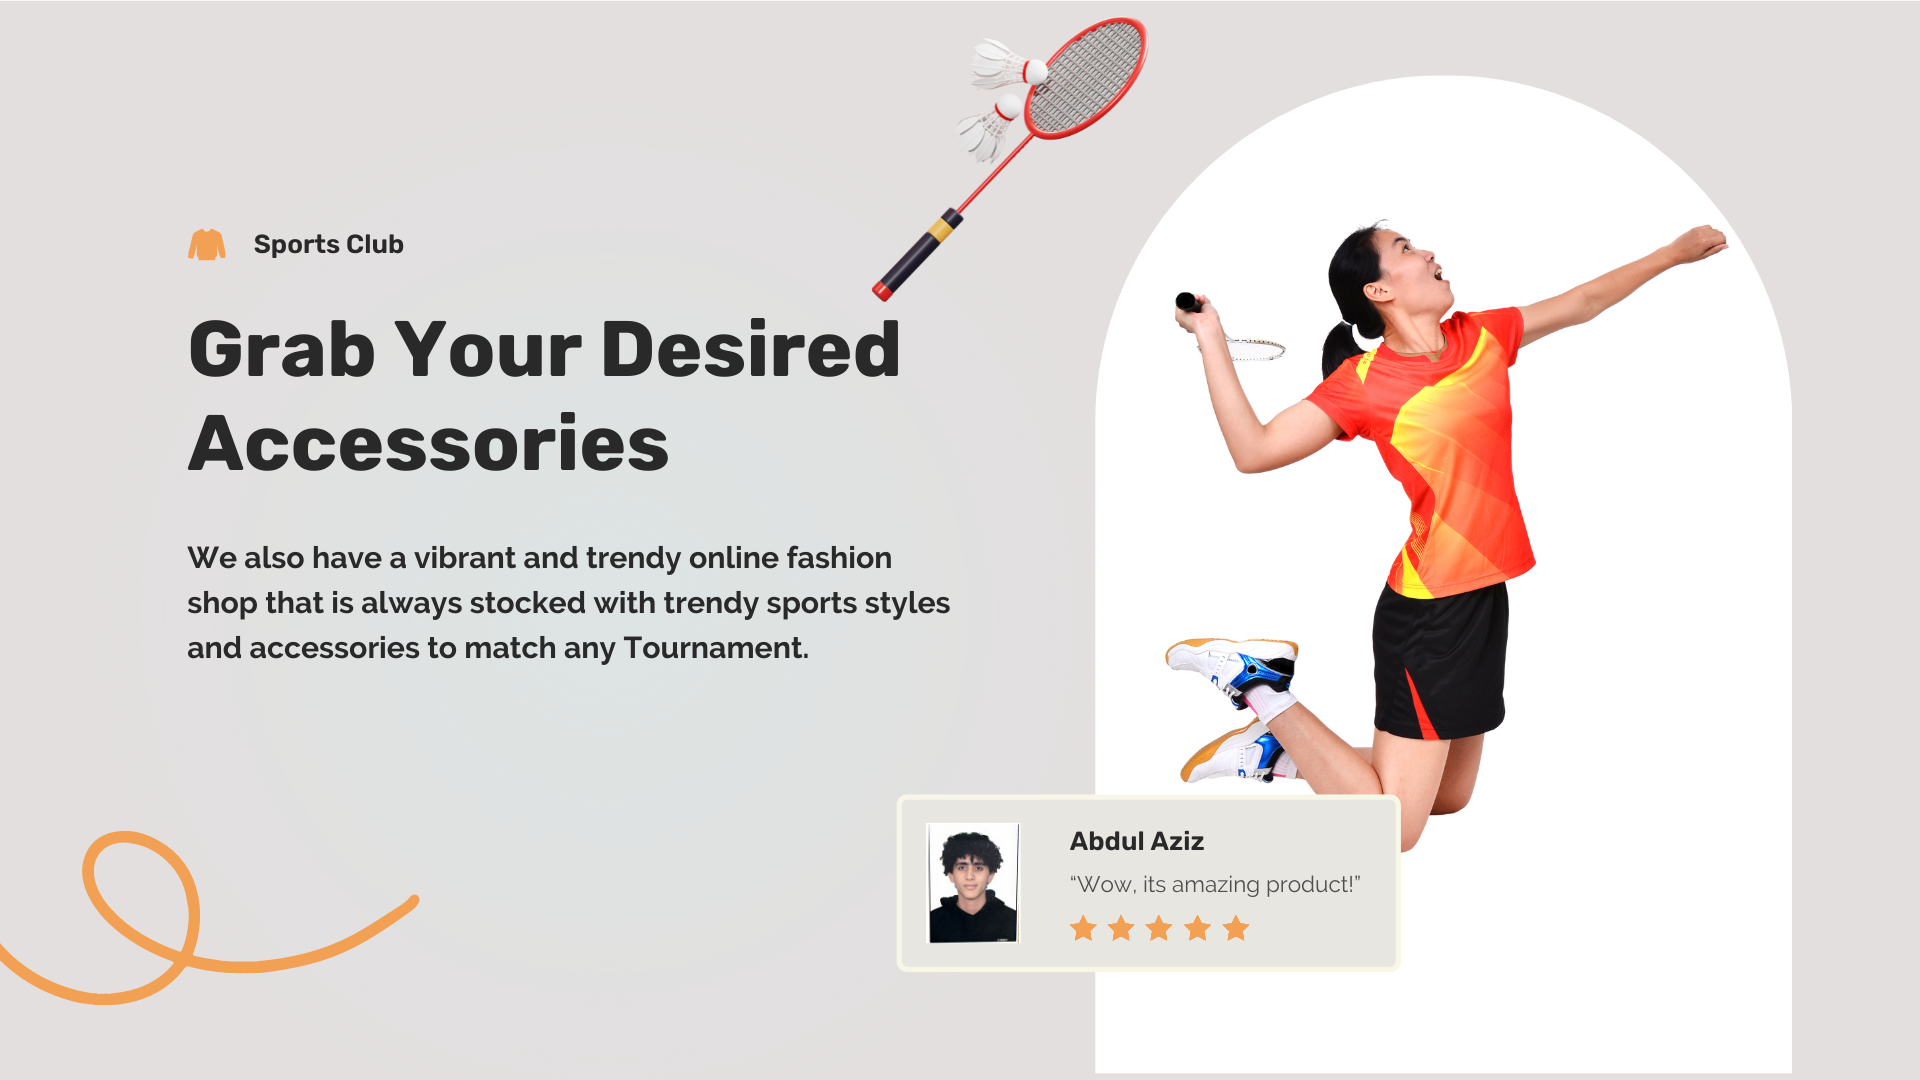 Sports Club
Grab Your Desired
Accessories
We also have a vibrant and trendy online fashion
shop that is always stocked with trendy sports styles
and accessories to match any Tournament.
Abdul Aziz
“Wow, its amazing product!”